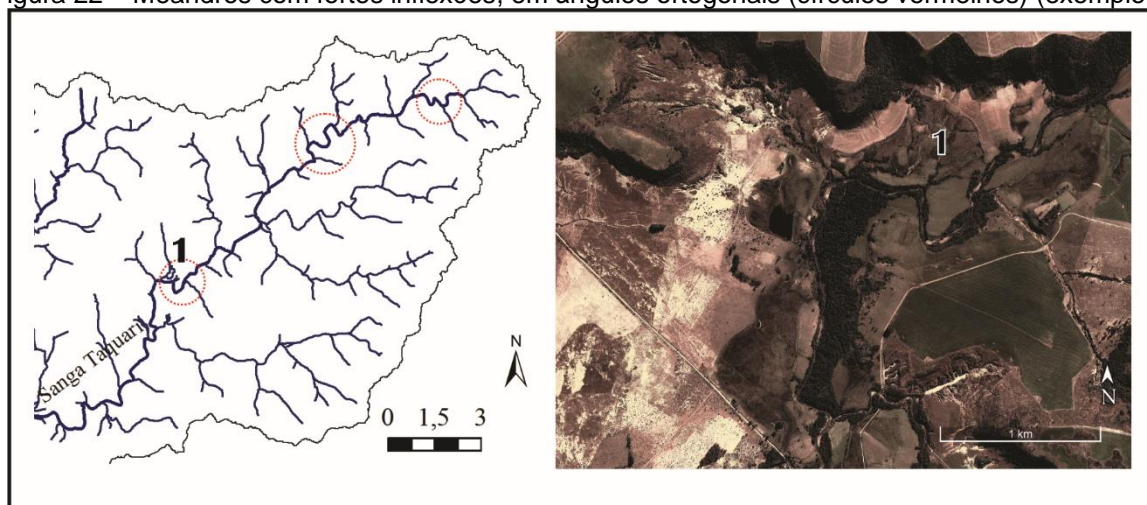 igura 22 – Meandros com fortes inflexões, em ângulos ortogonais (círculos vermelhos) (exemplo
1
Sanga Taquari
N
0 1,5 3
1
N
1 km